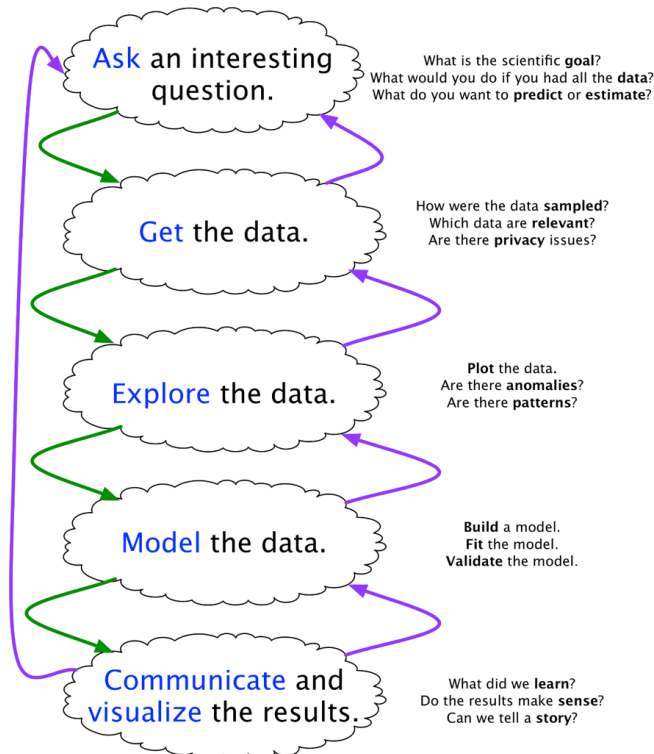 Ask an interesting
question.
What is the scientific goal?
What would you do if you had all the data?
What do you want to predict or estimate?
Get the data.
How were the data sampled?
Which data are relevant?
Are there privacy issues?
Explore the data.
Plot the data.
Are there anomalies?
Are there patterns?
Model the data.
Build a model.
Fit the model.
Validate the model.
Communicate and
visualize the results.
What did we learn?
Do the results make sense?
Can we tell a story?